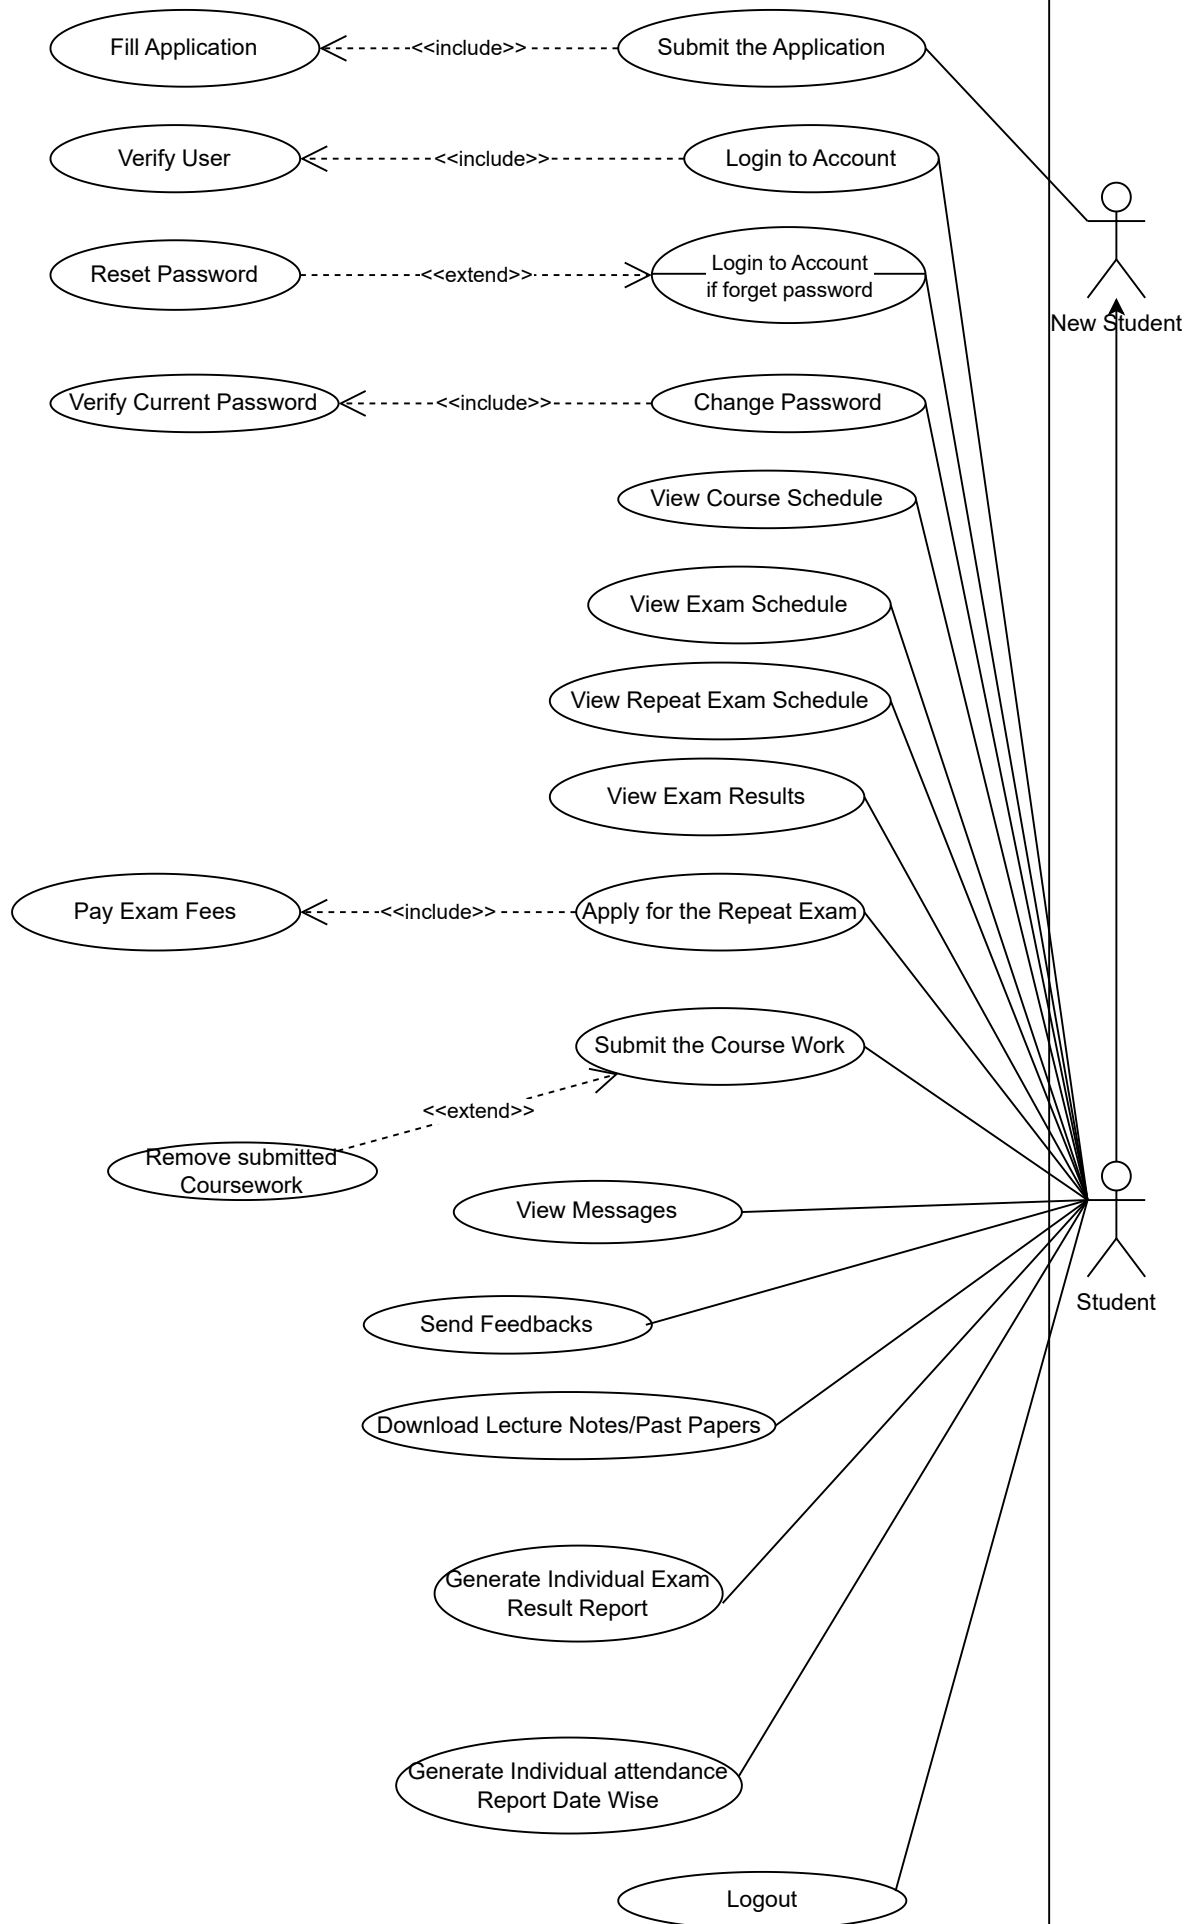 Fill Application
<<include>>
Submit the Application
Verify User
<<include>>
Login to Account
Reset Password
<<extend>>
Login to Account
if forget password
New Student
Verify Current Password
<<include>>
Change Password
View Course Schedule
View Exam Schedule
View Repeat Exam Schedule
View Exam Results
Pay Exam Fees
<<include>>
Apply for the Repeat Exam
Submit the Course Work
<<extend>>
Remove submitted
Coursework
View Messages
Student
Send Feedbacks
Download Lecture Notes/Past Papers
Generate Individual Exam
Result Report
Generate Individual attendance
Report Date Wise
Logout